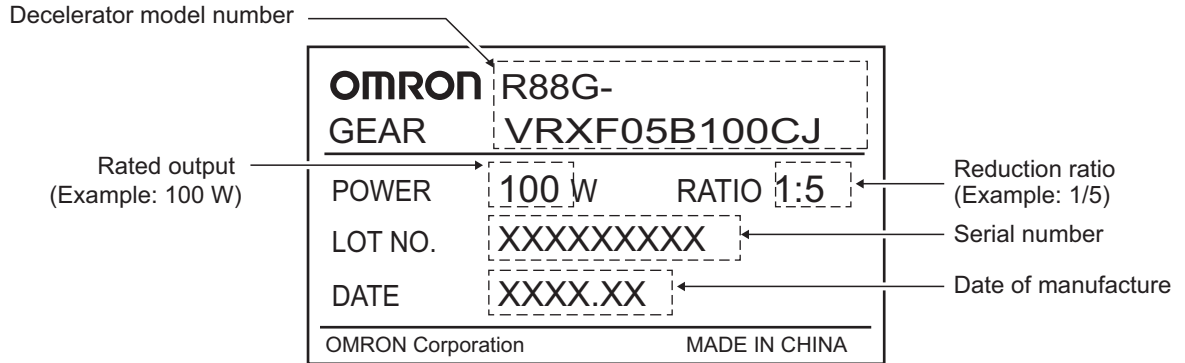 Decelerator model number
OMRON R88G-
GEAR VRXF05B100CJ
Rated output
(Example: 100 W)
POWER 100 W RATIO 1:5
Reduction ratio
(Example: 1/5)
LOT NO. XXXXXXXXX
Serial number
DATE XXXX.XX
Date of manufacture
OMRON Corporation MADE IN CHINA